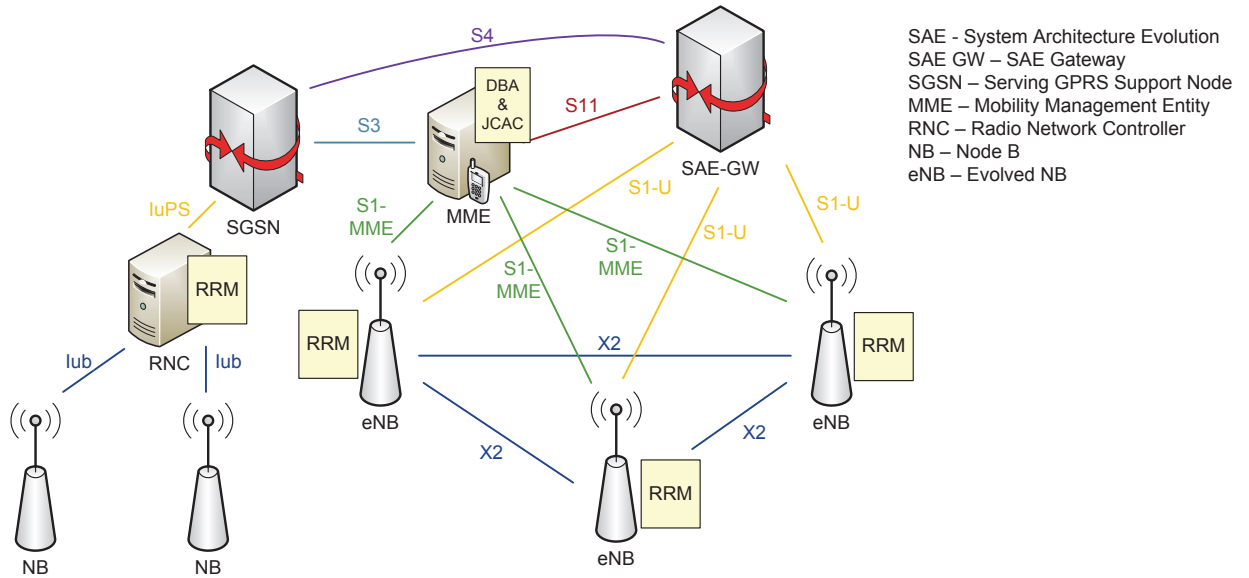 S4
SAE - System Architecture Evolution
SAE GW – SAE Gateway
SGSN – Serving GPRS Support Node
MME – Mobility Management Entity
RNC – Radio Network Controller
NB – Node B
eNB – Evolved NB
DBA
&
JCAC
S11
S3
SAE-GW
S1-U
S1-U
S1-U
IuPS
SGSN
S1-
MME
MME
S1-
MME
S1-
MME
RRM
RNC
Iub
Iub
RRM
eNB
X2
RRM
eNB
X2
X2
RRM
eNB
NB
NB